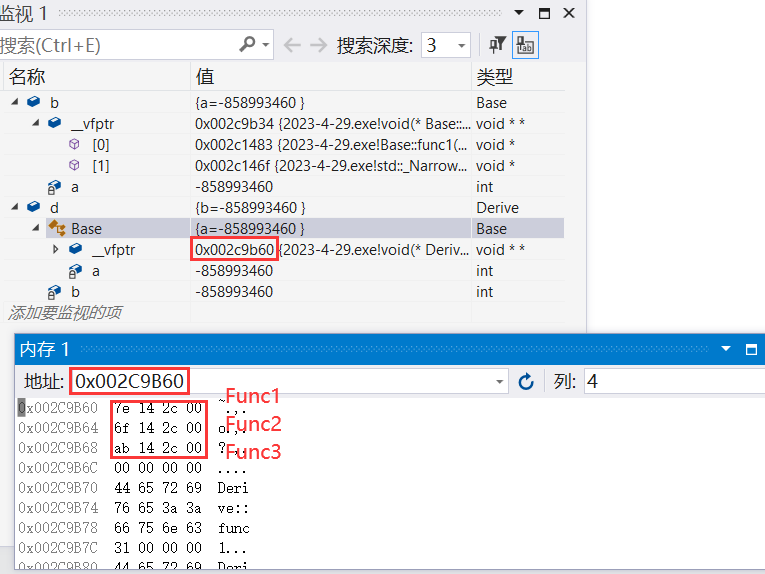 监视 1
搜索(Ctrl+E) 搜索深度: 3
名称 值 类型
b {a=-858993460 } Base
__vfptr 0x002c9b34 {2023-4-29.exe!void(* Base::... void * *
[0] 0x002c1483 {2023-4-29.exe!Base::func1(... void *
[1] 0x002c146f {2023-4-29.exe!std::_Narrow... void *
a -858993460 int
d {b=-858993460 } Derive
Base {a=-858993460 } Base
__vfptr 0x002c9b60 {2023-4-29.exe!void(* Deriv... void * *
a -858993460 int
b -858993460 int
添加要监视的项
内存 1
地址: 0x002C9B60 列: 4
0x002C9B60 7e 14 2c 00 ~.,. Func1
0x002C9B64 6f 14 2c 00 o.,. Func2
0x002C9B68 ab 14 2c 00 ?.,. Func3
0x002C9B6C 00 00 00 00 ....
0x002C9B70 44 65 72 69 Deri
0x002C9B74 76 65 3a 3a ve::
0x002C9B78 66 75 6e 63 func
0x002C9B7C 31 00 00 00 1...
0x002C9B80 44 65 72 69 Deri